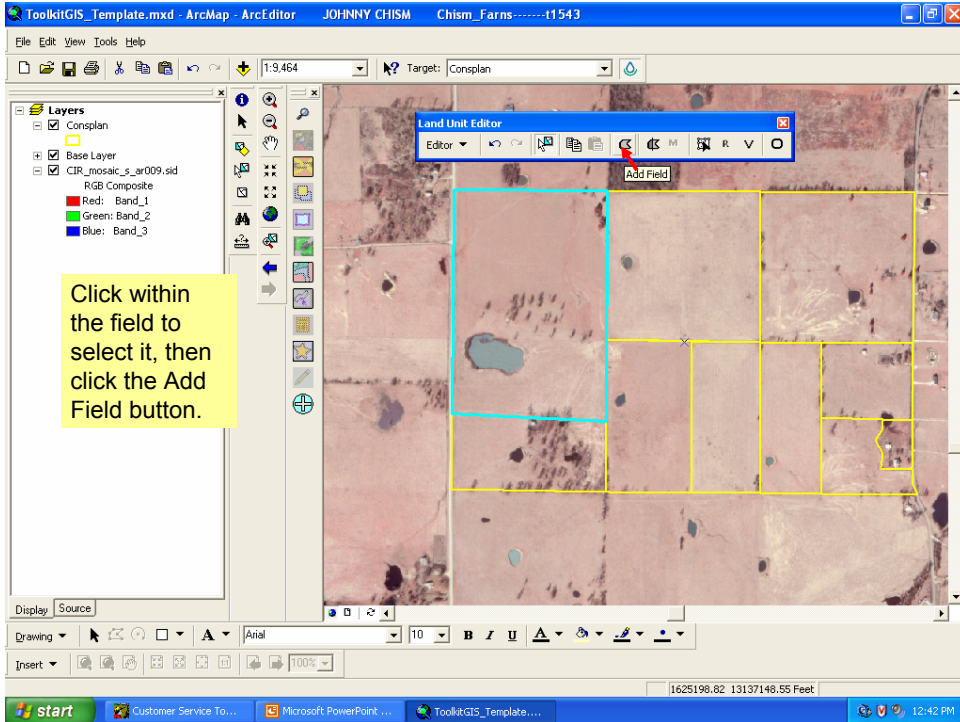 ToolkitGIS_Template.mxd - ArcMap - ArcEditor JOHNNY CHISM Chism_Farns-------t1543
File Edit View Tools Help
1:9,464 Target: Consplan
Layers
Consplan
Base Layer
CIR_mosaic_s_ar009.sid
RGB Composite
Red: Band_1
Green: Band_2
Blue: Band_3
Land Unit Editor
Editor R V
Add Field
Click within
the field to
select it, then
click the Add
Field button.
Display Source
Drawing A Arial 10 B I U A
Insert 100%
1625198.82 13137148.55 Feet
start Customer Service To... Microsoft PowerPoint ... ToolkitGIS_Template.... 12:42 PM